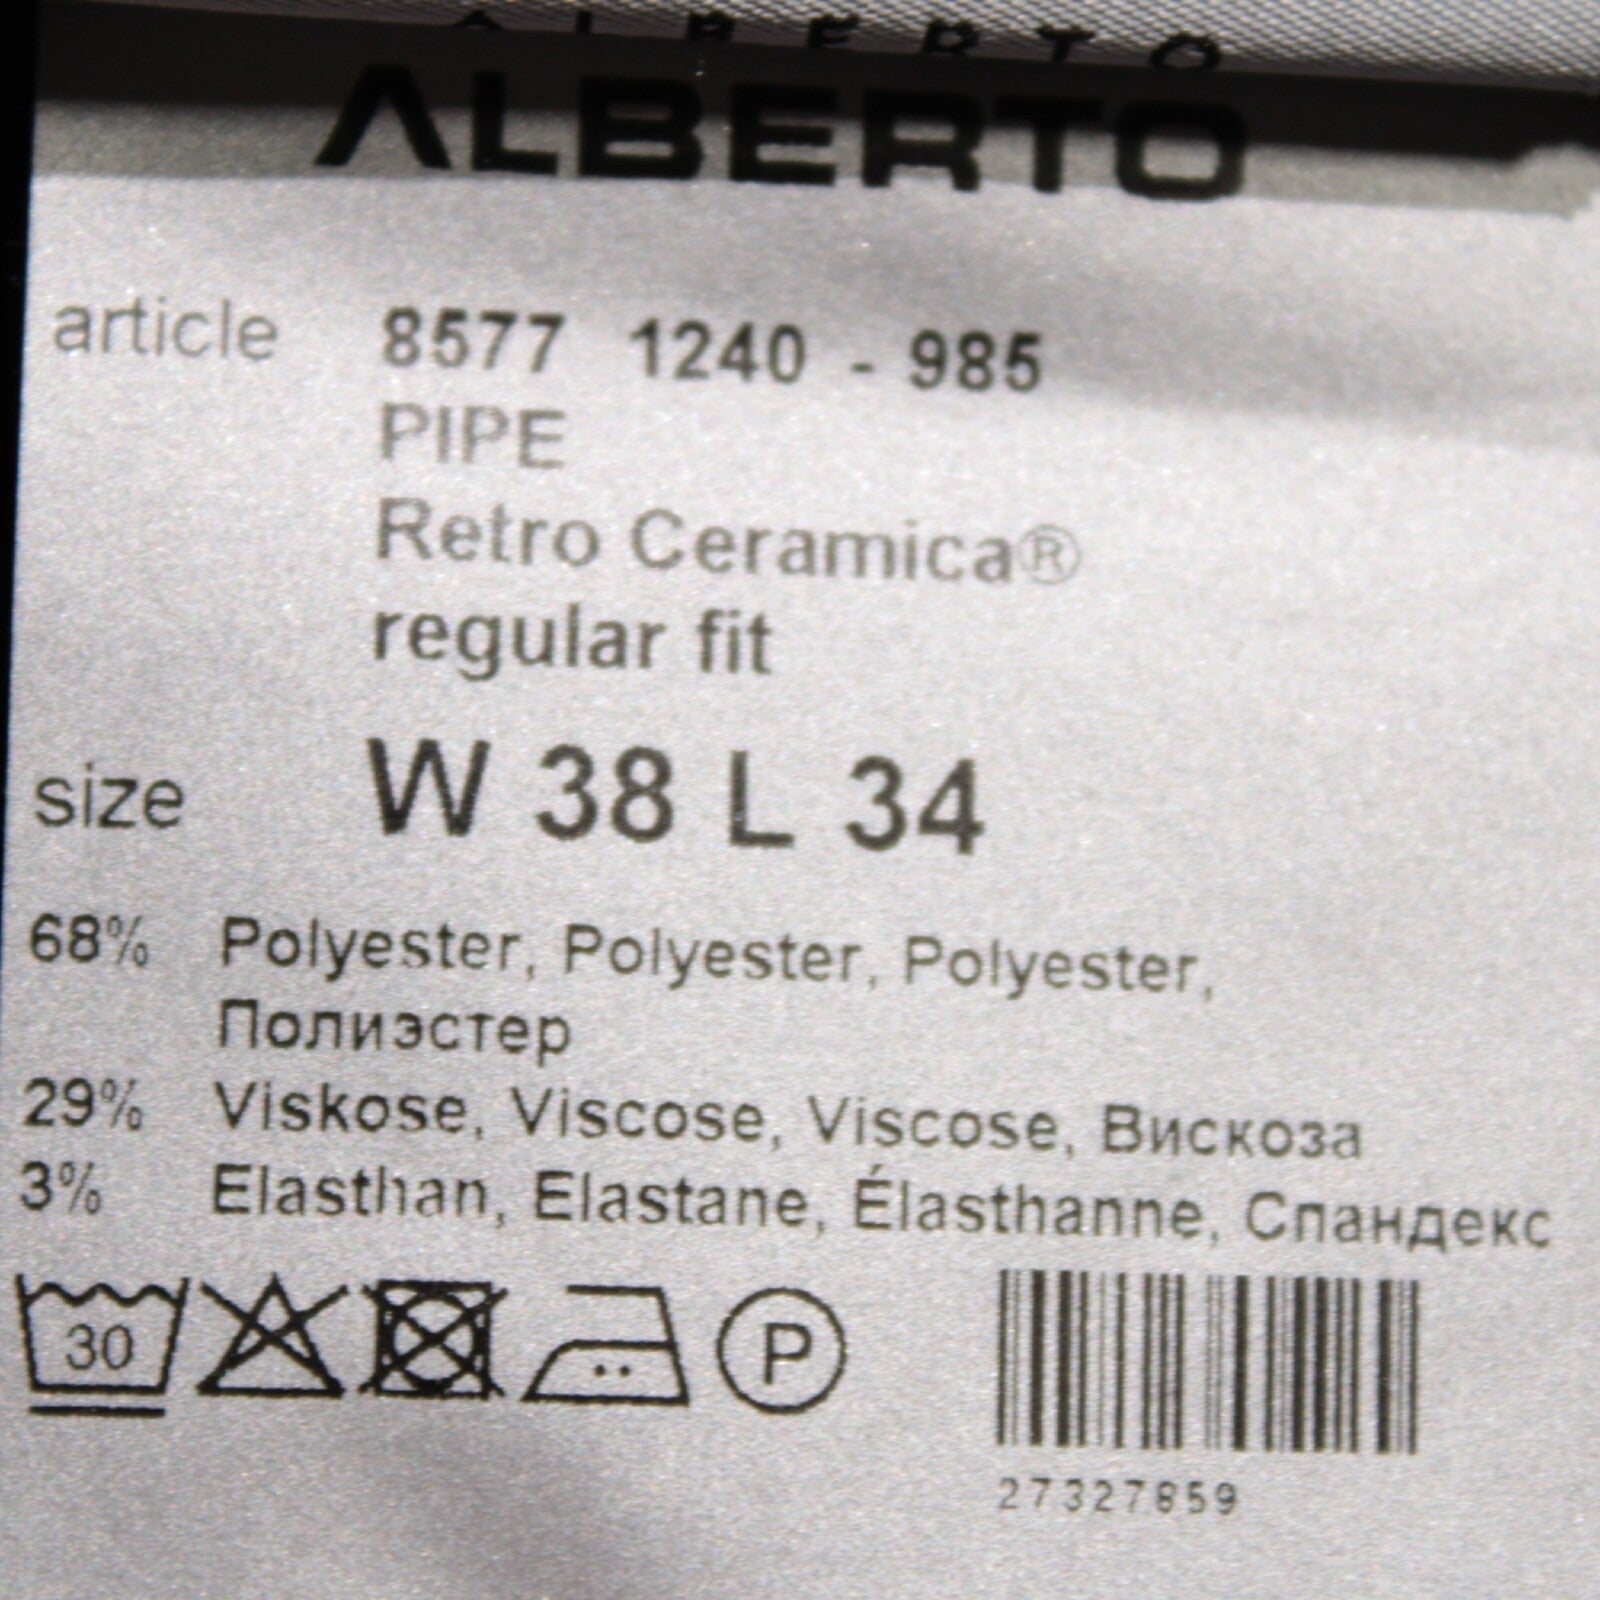 ALBERTO
ALBERTO
article 8577 1240 - 985
PIPE
Retro Ceramica®
regular fit
size W 38 L 34
68% Polyester, Polyester, Polyester,
Полиэстер
29% Viskose, Viscose, Viscose, Вискоза
3% Elasthan, Elastane, Élasthanne, Спандекс
30 P
27327859